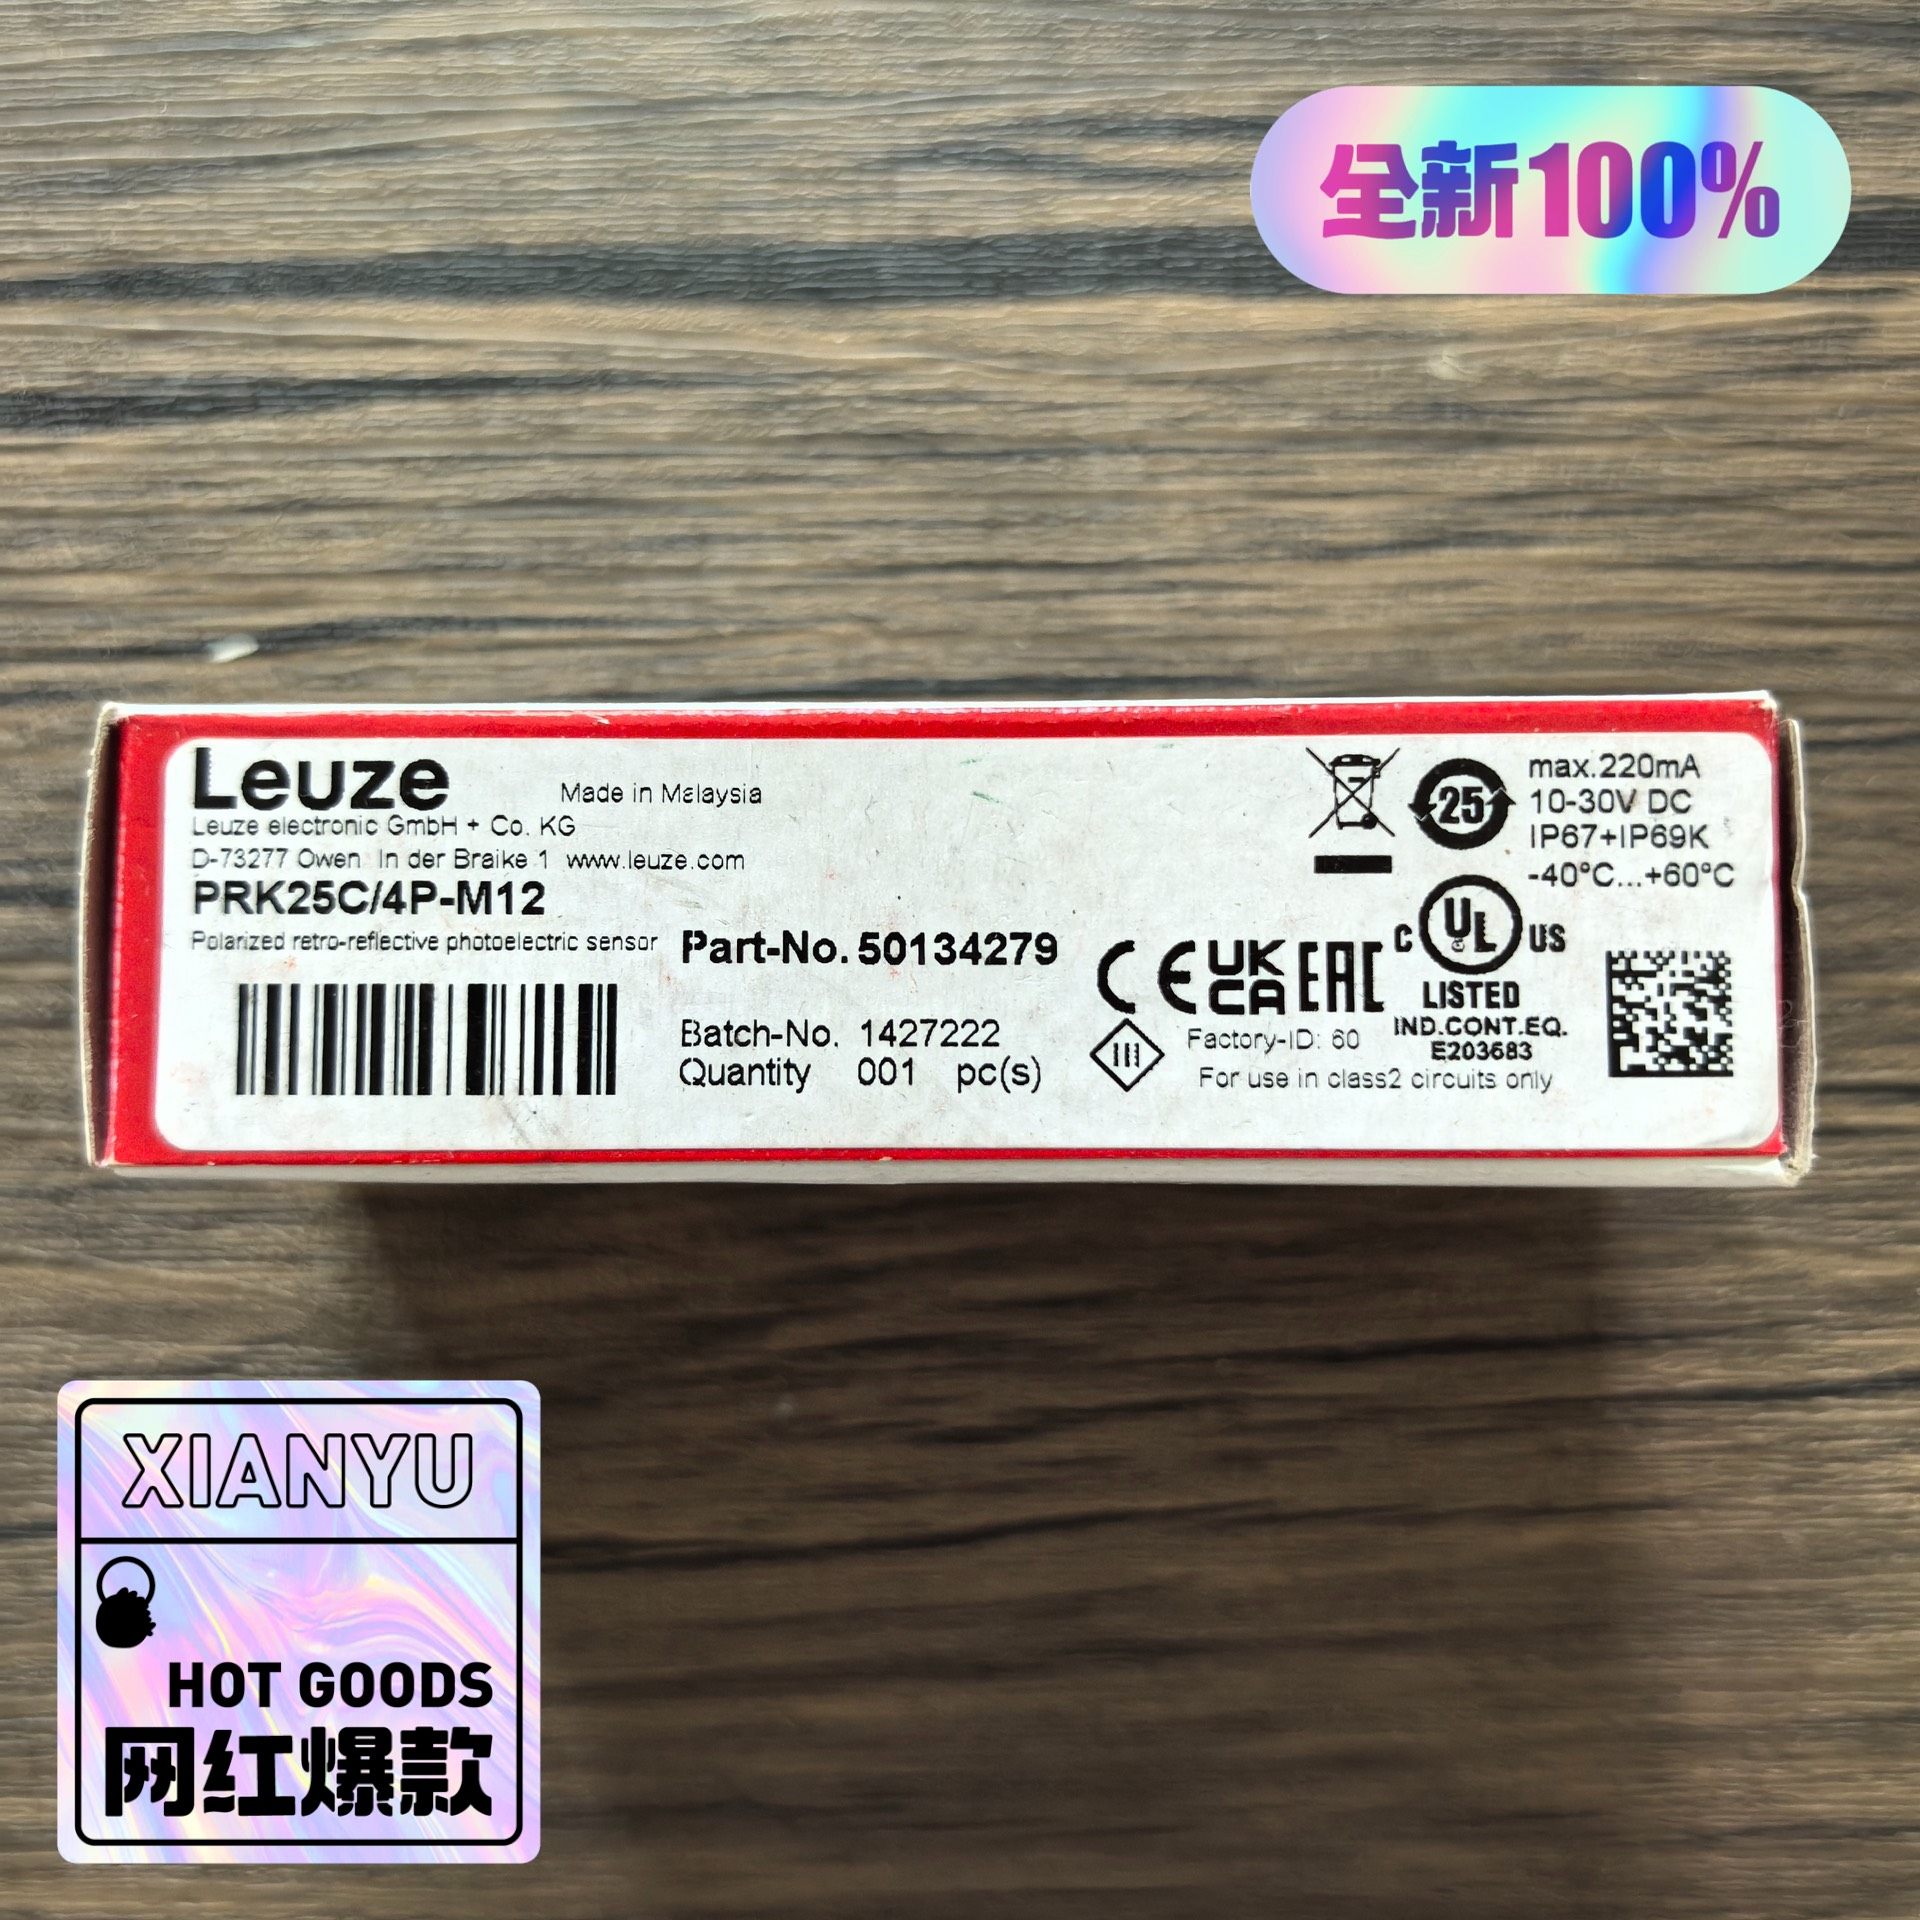 全新100%
Leuze
Made in Malaysia
Leuze electronic GmbH + Co. KG
D-73277 Owen In der Braike 1 www.leuze.com
PRK25C/4P-M12
Polarized retro-reflective photoelectric sensor
Part-No. 50134279
Batch-No. 1427222
Quantity 001 pc(s)
25
max.220mA
10-30V DC
IP67+IP69K
-40°C...+60°C
CE UK CA EAC
C UL US
LISTED
IND.CONT.EQ.
E203683
III
Factory-ID: 60
For use in class2 circuits only
XIANYU
HOT GOODS
网红爆款